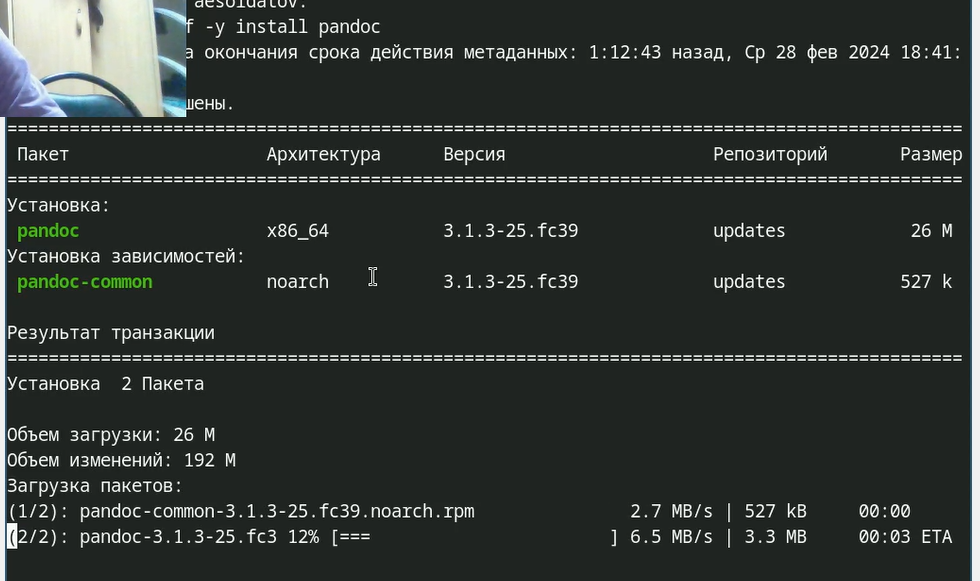 aesoldatov.
f -y install pandoc
а окончания срока действия метаданных: 1:12:43 назад, Ср 28 фев 2024 18:41:
шены.
================================================================================
Пакет Архитектура Версия Репозиторий Размер
================================================================================
Установка:
pandoc x86_64 3.1.3-25.fc39 updates 26 M
Установка зависимостей:
pandoc-common noarch 3.1.3-25.fc39 updates 527 k
Результат транзакции
================================================================================
Установка 2 Пакета
Объем загрузки: 26 M
Объем изменений: 192 M
Загрузка пакетов:
(1/2): pandoc-common-3.1.3-25.fc39.noarch.rpm 2.7 MB/s | 527 kB 00:00
(2/2): pandoc-3.1.3-25.fc3 12% [=== ] 6.5 MB/s | 3.3 MB 00:03 ETA